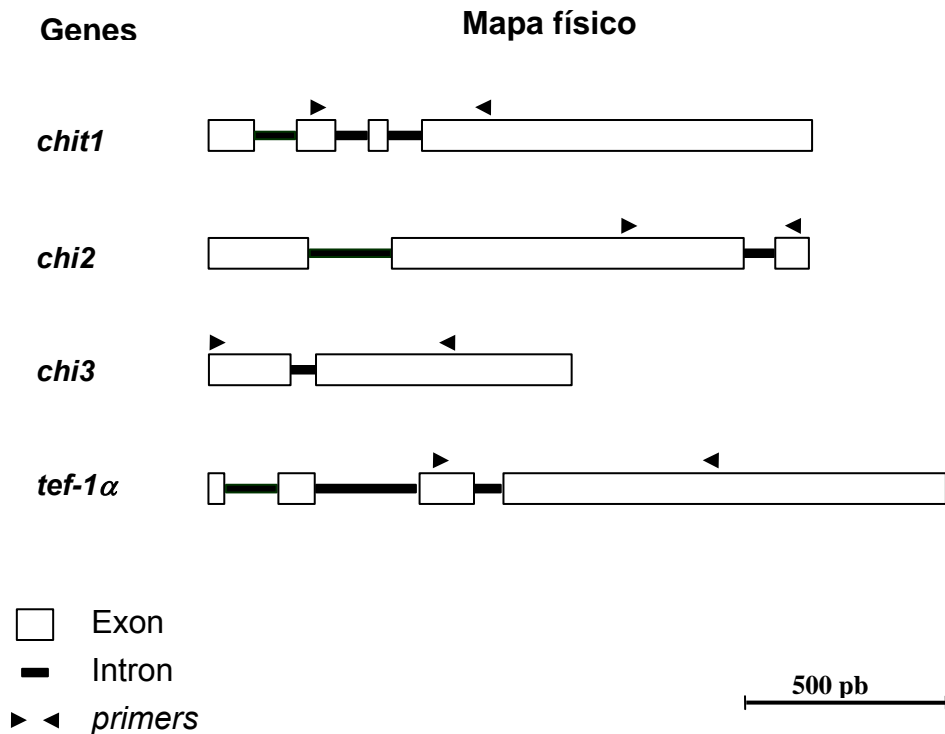 Genes
Mapa físico
chit1
chi2
chi3
tef-1α
Exon
Intron
primers
500 pb